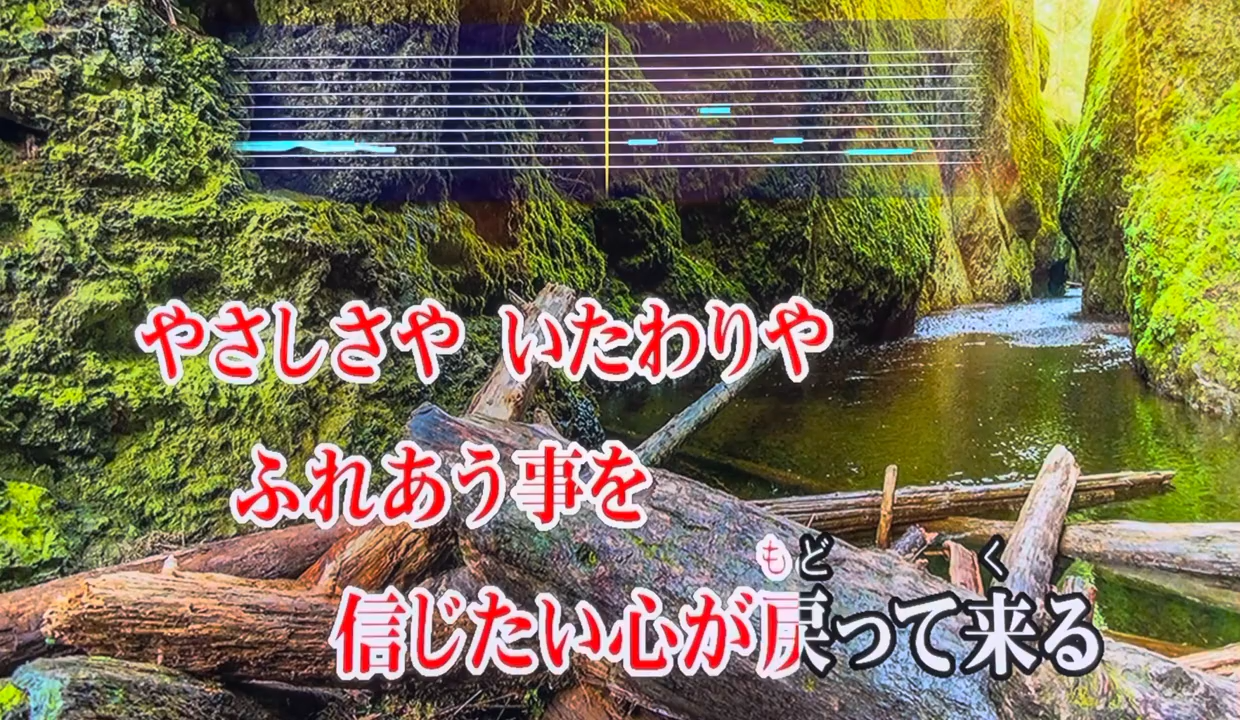 やさしさや いたわりや
ふれあう事を
もど く
信じたい心が戻って来る